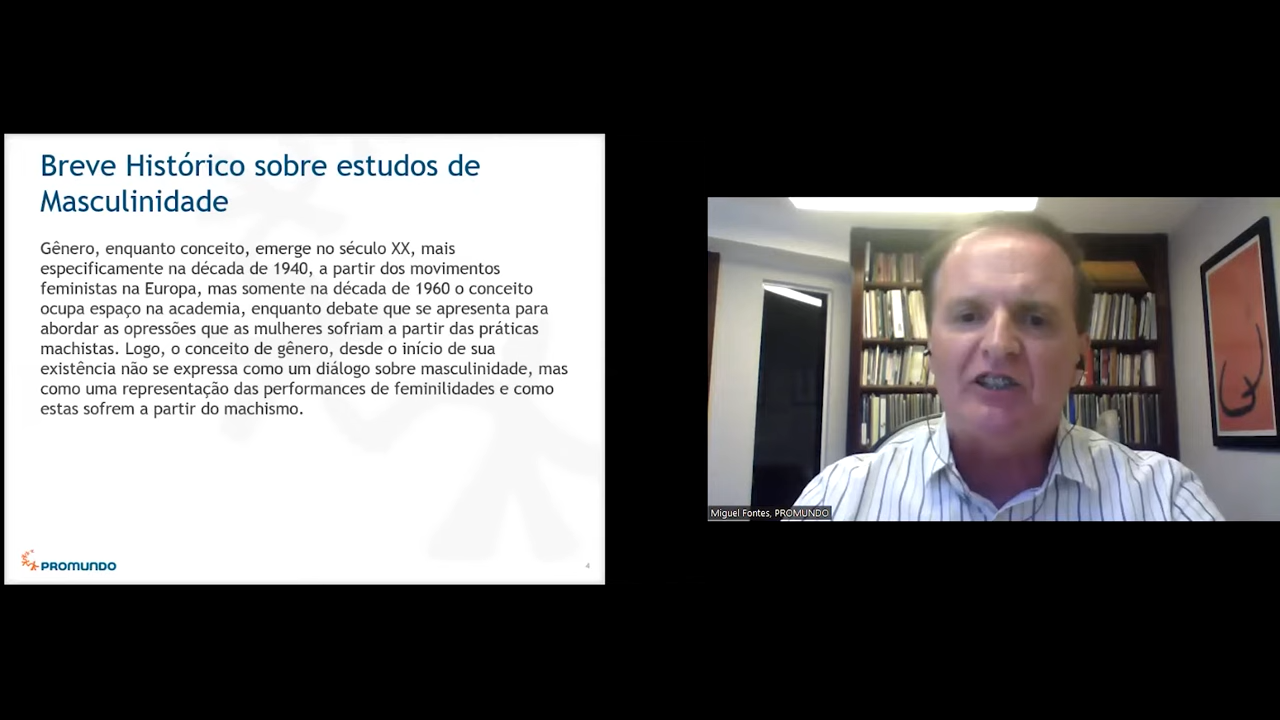 Breve Histórico sobre estudos de
Masculinidade
Gênero, enquanto conceito, emerge no século XX, mais
especificamente na década de 1940, a partir dos movimentos
feministas na Europa, mas somente na década de 1960 o conceito
ocupa espaço na academia, enquanto debate que se apresenta para
abordar as opressões que as mulheres sofriam a partir das práticas
machistas. Logo, o conceito de gênero, desde o início de sua
existência não se expressa como um diálogo sobre masculinidade, mas
como uma representação das performances de feminilidades e como
estas sofrem a partir do machismo.
PROMUNDO
4
Miguel Fontes, PROMUNDO